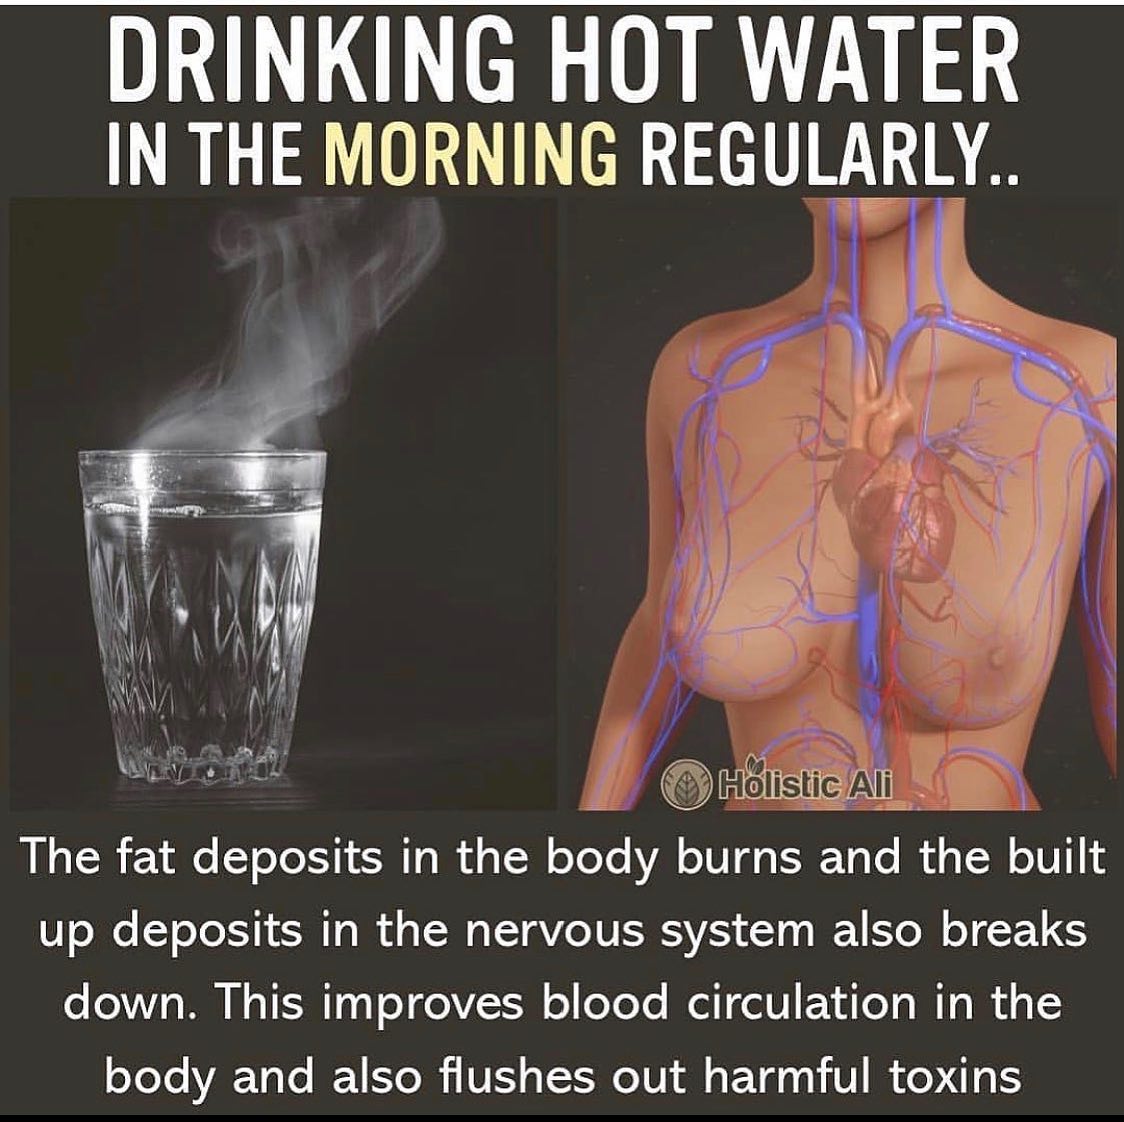 DRINKING HOT WATER
IN THE MORNING REGULARLY..
Holistic Ali
The fat deposits in the body burns and the built
up deposits in the nervous system also breaks
down. This improves blood circulation in the
body and also flushes out harmful toxins